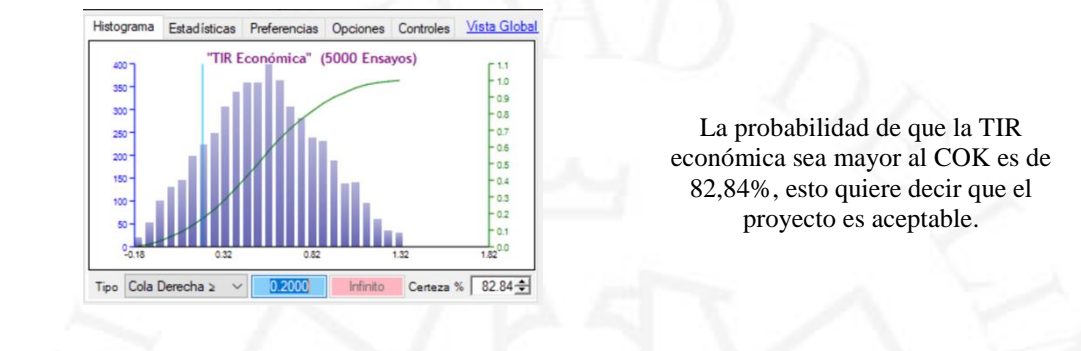 Histograma Estadísticas Preferencias Opciones Controles Vista Global
"TIR Económica" (5000 Ensayos)
400 1.1
350 1.0
300 0.9
250 0.8
200 0.7
150 0.6
100 0.5
50 0.4
0 0.3
0.2
0.1
0.0
-0.18 0.32 0.82 1.32 1.82
Tipo Cola Derecha ≥ 0.2000 Infinito Certeza % 82.84
La probabilidad de que la TIR
económica sea mayor al COK es de
82,84%, esto quiere decir que el
proyecto es aceptable.